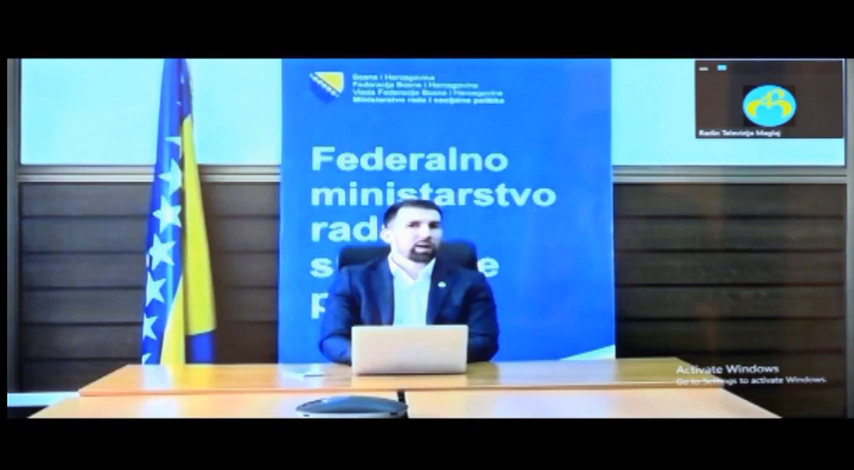 Bosna i Hercegovina
Federacija Bosne i Hercegovine
Vlada Federacije Bosne i Hercegovine
Ministarstvo rada i socijalne politike
Federalno
ministarstvo
rad
s e
p
Radio Televizija Maglaj
Activate Windows
Go to Settings to activate Windows.